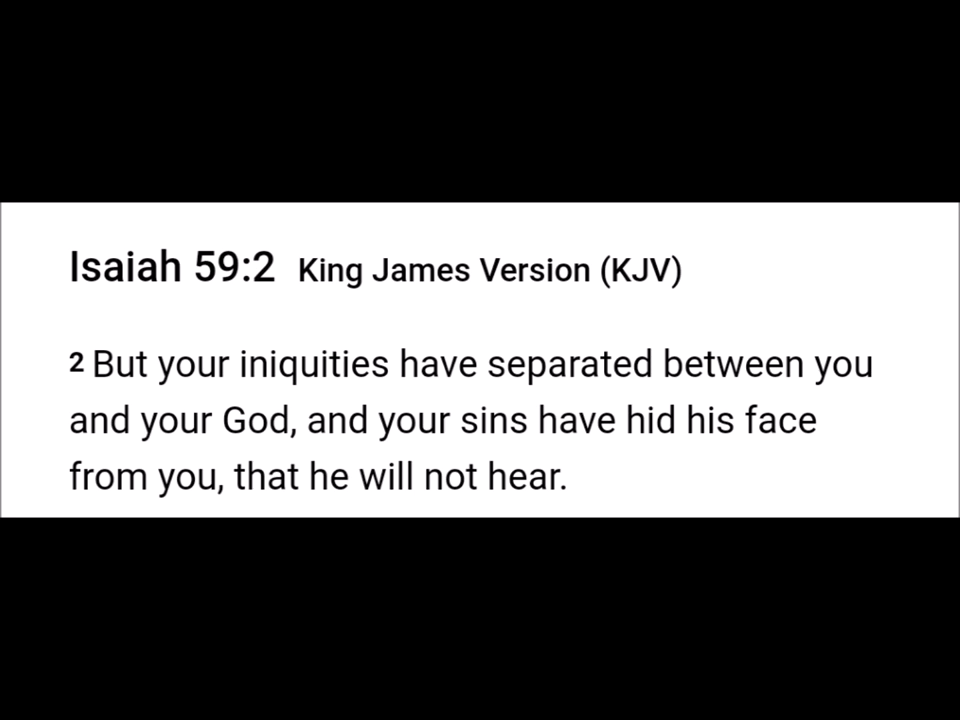 Isaiah 59:2 King James Version (KJV)
2 But your iniquities have separated between you
and your God, and your sins have hid his face
from you, that he will not hear.